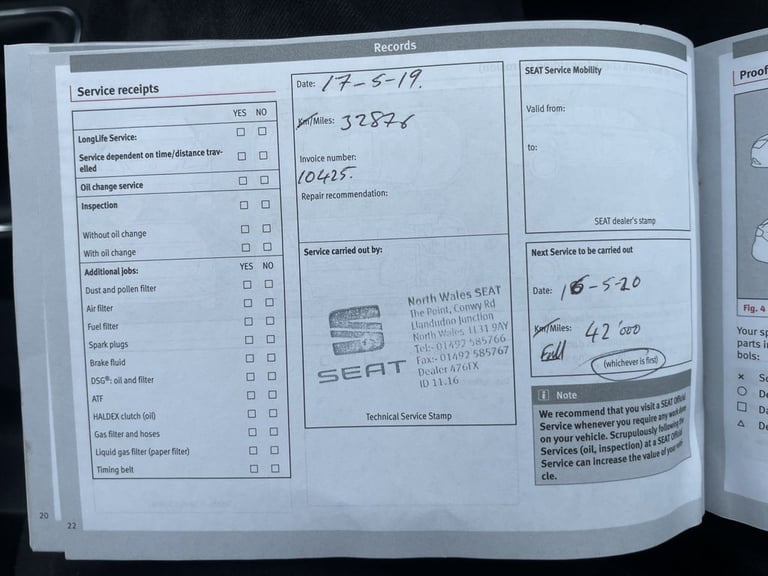 Records
Service receipts
YES NO
LongLife Service:
Service dependent on time/distance trav-
elled
Oil change service
Inspection
Without oil change
With oil change
Additional jobs: YES NO
Dust and pollen filter
Air filter
Fuel filter
Spark plugs
Brake fluid
DSG®: oil and filter
ATF
HALDEX clutch (oil)
Gas filter and hoses
Liquid gas filter (paper filter)
Timing belt
Date: 17-5-19.
Km/Miles: 32876
Invoice number:
10425.
Repair recommendation:
Service carried out by:
SEAT
North Wales SEAT
The Point, Conwy Rd
Llandudno Junction
North Wales LL31 9AY
Tel:- 01492 585766
Fax:- 01492 585767
Dealer 476FX
ID 11.16
Technical Service Stamp
SEAT Service Mobility
Valid from:
to:
SEAT dealer's stamp
Next Service to be carried out
Date: 16-5-20
Km/Miles: 42'000
Full
(whichever is first)
Note
We recommend that you visit a SEAT Official
Service whenever you require any work done
on your vehicle. Scrupulously following the
Services (oil, inspection) at a SEAT Official
Service can increase the value of your
cle.
20
22
Proof
Fig. 4
Your
parts
bols: